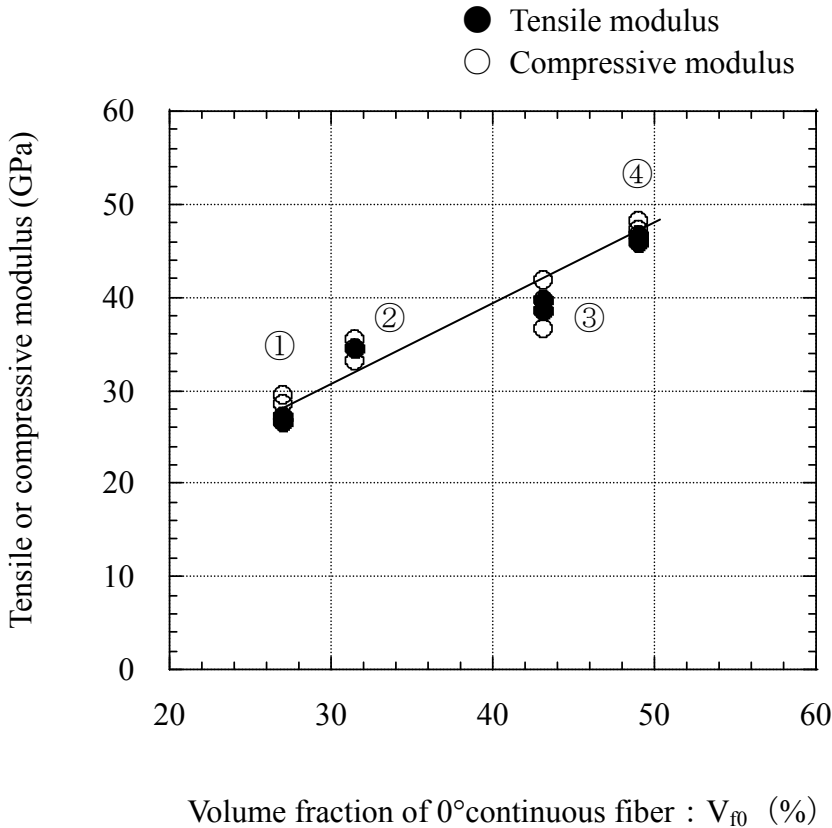 ● Tensile modulus
○ Compressive modulus
Tensile or compressive modulus (GPa)
60
50
40
30
20
10
0
④
②
①
③
20 30 40 50 60
Volume fraction of 0°continuous fiber : Vf0 (%)